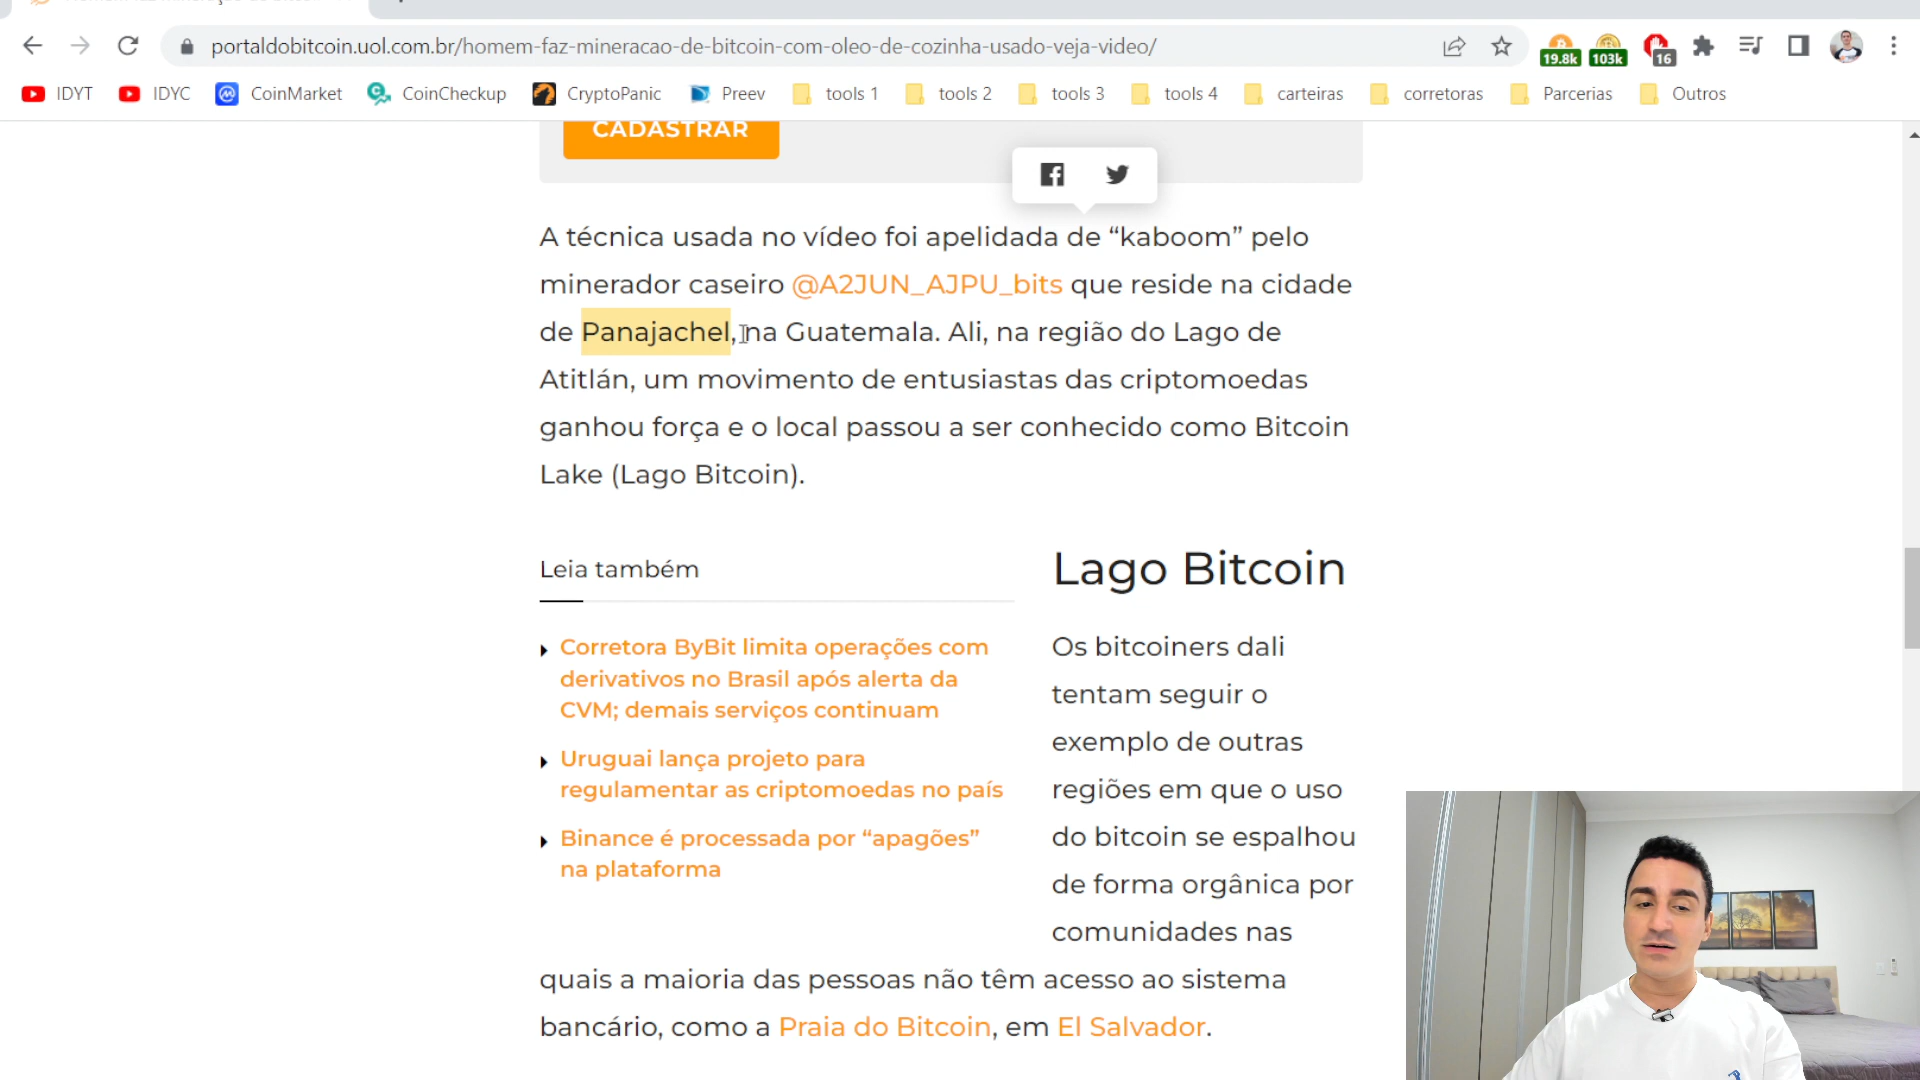 portaldobitcoin.uol.com.br/homem-faz-mineracao-de-bitcoin-com-oleo-de-cozinha-usado-veja-video/
19.8k
103k
16
IDYT
IDYC
CoinMarket
CoinCheckup
CryptoPanic
Preev
tools 1
tools 2
tools 3
tools 4
carteiras
corretoras
Parcerias
Outros
CADASTRAR
A técnica usada no vídeo foi apelidada de “kaboom” pelo
minerador caseiro @A2JUN_AJPU_bits que reside na cidade
de Panajachel, na Guatemala. Ali, na região do Lago de
Atitlán, um movimento de entusiastas das criptomoedas
ganhou força e o local passou a ser conhecido como Bitcoin
Lake (Lago Bitcoin).
Leia também
Corretora ByBit limita operações com
derivativos no Brasil após alerta da
CVM; demais serviços continuam
Uruguai lança projeto para
regulamentar as criptomoedas no país
Binance é processada por “apagões”
na plataforma
Lago Bitcoin
Os bitcoiners dali
tentam seguir o
exemplo de outras
regiões em que o uso
do bitcoin se espalhou
de forma orgânica por
comunidades nas
quais a maioria das pessoas não têm acesso ao sistema
bancário, como a Praia do Bitcoin, em El Salvador.